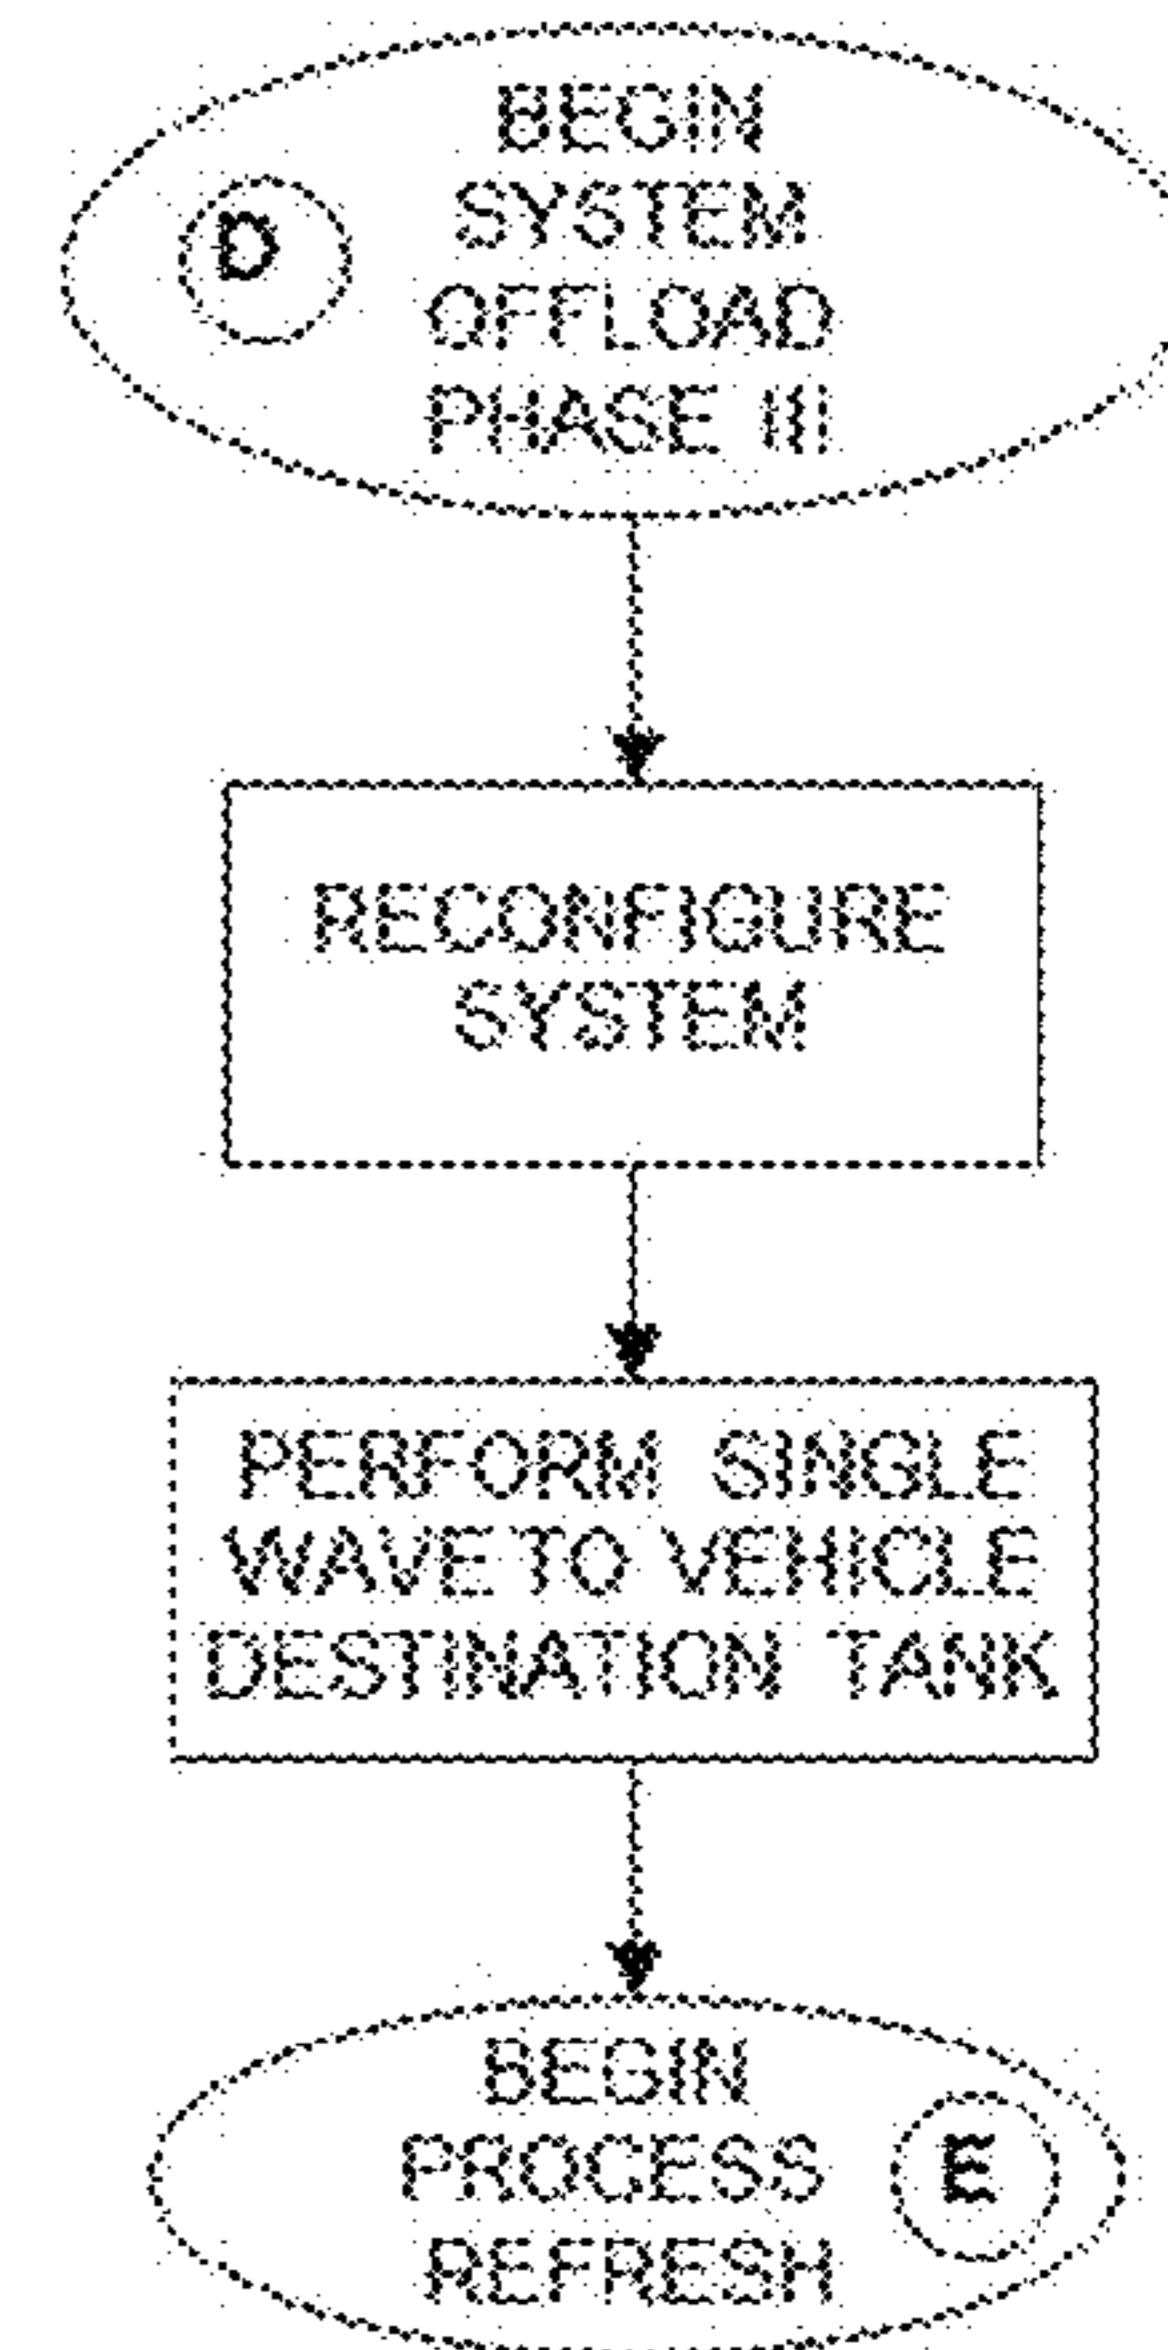 BEGIN
SYSTEM
D
OFFLOAD
PHASE III
RECONFIGURE
SYSTEM
PERFORM SINGLE
WAVE TO VEHICLE
DESTINATION TANK
BEGIN
PROCESS
E
REFRESH